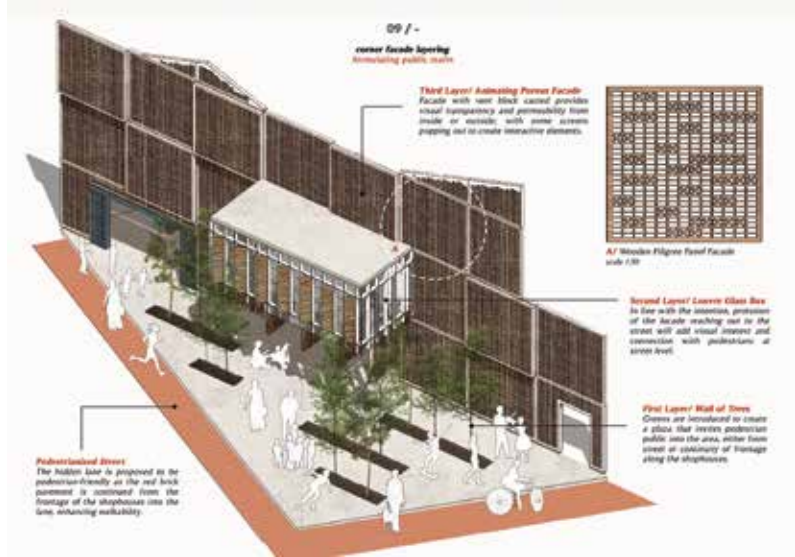 09 / -
corner facade layering
formulating public realm
Third Layer/ Animating Porous Facade
Facade with vent block casted provides
visual transparency and permeability from
inside or outside; with some screens
popping out to create interactive elements.
A/ Wooden Filigree Panel Facade
scale 1:50
Second Layer/ Louvre Glass Box
In line with the intention, protusion
of the facade reaching out to the
street will add visual interest and
connection with pedestrians at
street level.
First Layer/ Wall of Trees
Greens are introduced to create
a plaza that invites pedestrian
public into the area, either from
street or continuity of frontage
along the shophouses.
Pedestrianised Street
The hidden lane is proposed to be
pedestrian-friendly as the red brick
pavement is continued from the
frontage of the shophouses into the
lane, enhancing walkability.